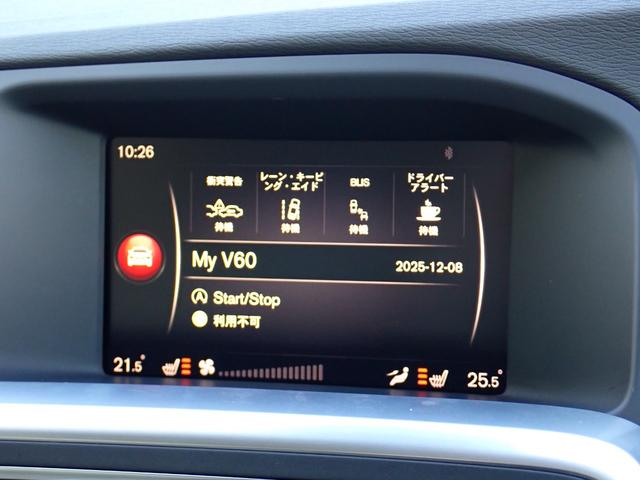 10:26
衝突警告
レーン・キーピ
ング・エイド
BLIS
ドライバー
アラート
待機
待機
待機
待機
My V60
2025-12-08
Start/Stop
利用不可
21.5°
25.5°